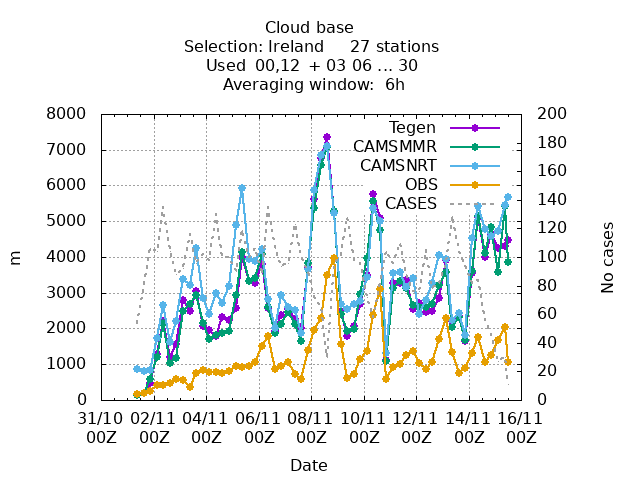 Cloud base
Selection: Ireland 27 stations
Used 00,12 + 03 06 ... 30
Averaging window: 6h
8000
7000
6000
5000
4000
3000
2000
1000
0
m
200
180
160
140
120
100
80
60
40
20
0
No cases
Tegen
CAMSMMR
CAMSNRT
OBS
CASES
31/10 02/11 04/11 06/11 08/11 10/11 12/11 14/11 16/11
00Z 00Z 00Z 00Z 00Z 00Z 00Z 00Z 00Z
Date